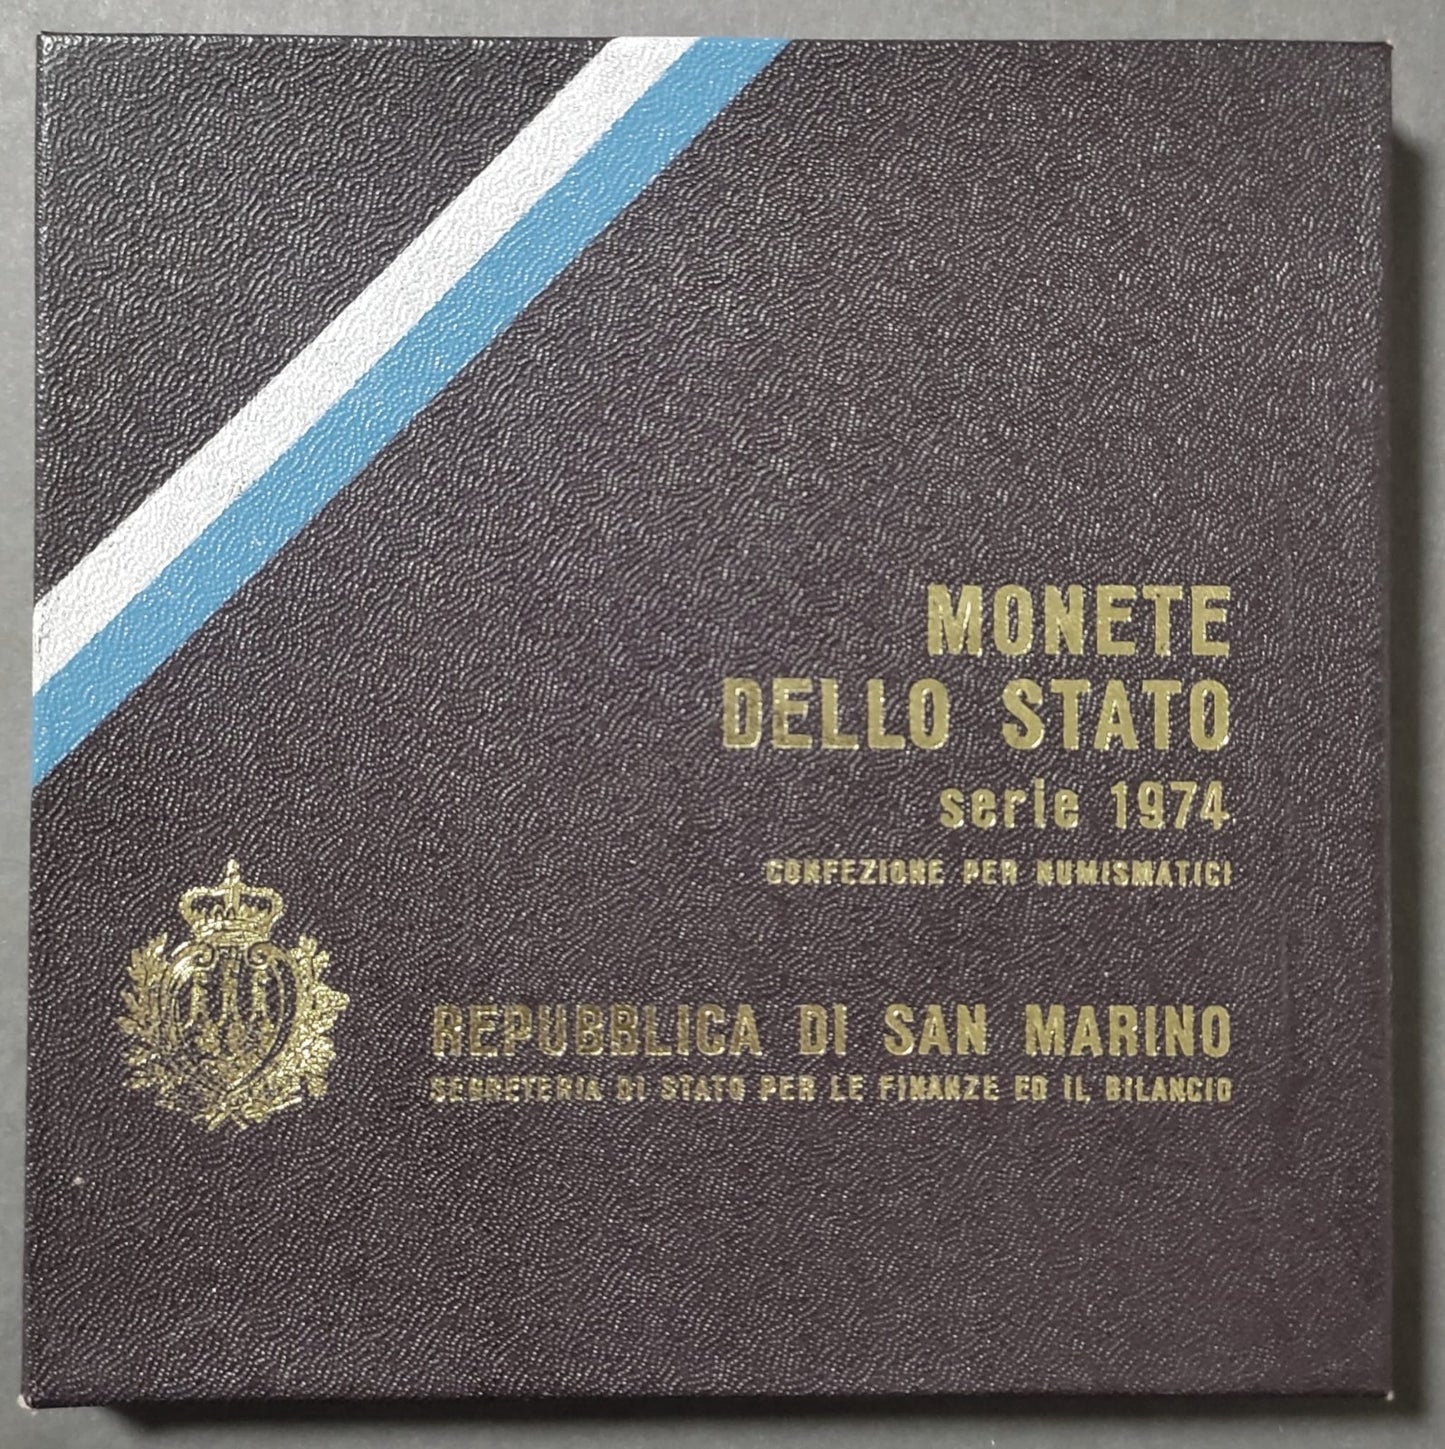 MONETE
DELLO STATO
serie 1974
CONFEZIONE PER NUMISMATICI
REPUBBLICA DI SAN MARINO
SEGRETERIA DI STATO PER LE FINANZE ED IL BILANCIO